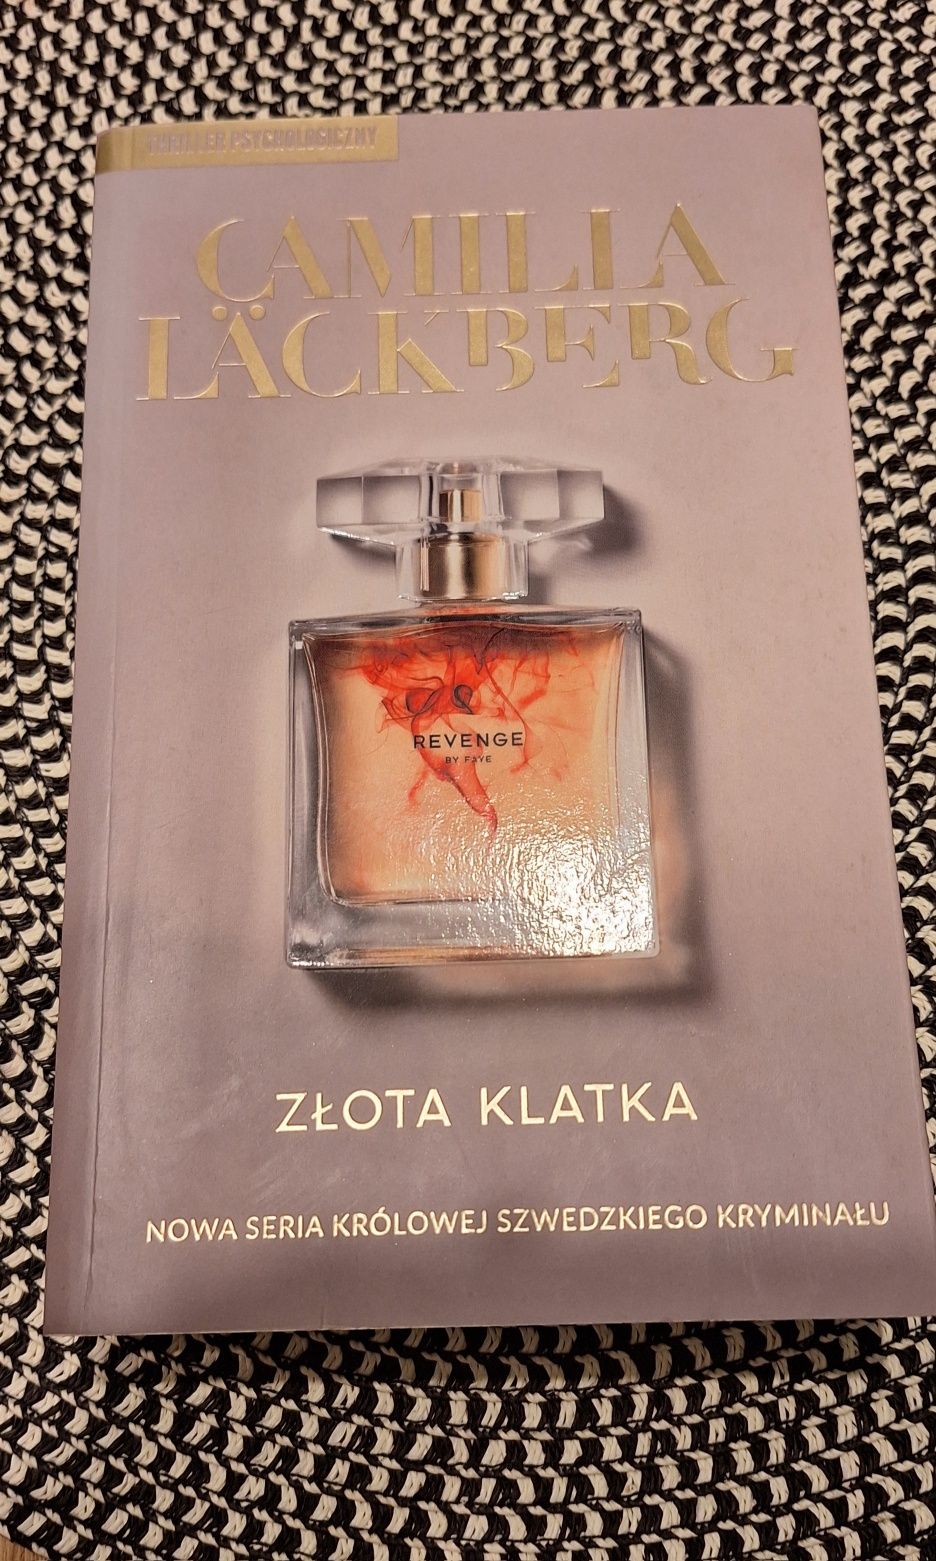 THRILLER PSYCHOLOGICZNY
CAMILLA
LÄCKBERG
REVENGE
BY FAYE
ZŁOTA KLATKA
NOWA SERIA KRÓLOWEJ SZWEDZKIEGO KRYMINAŁU